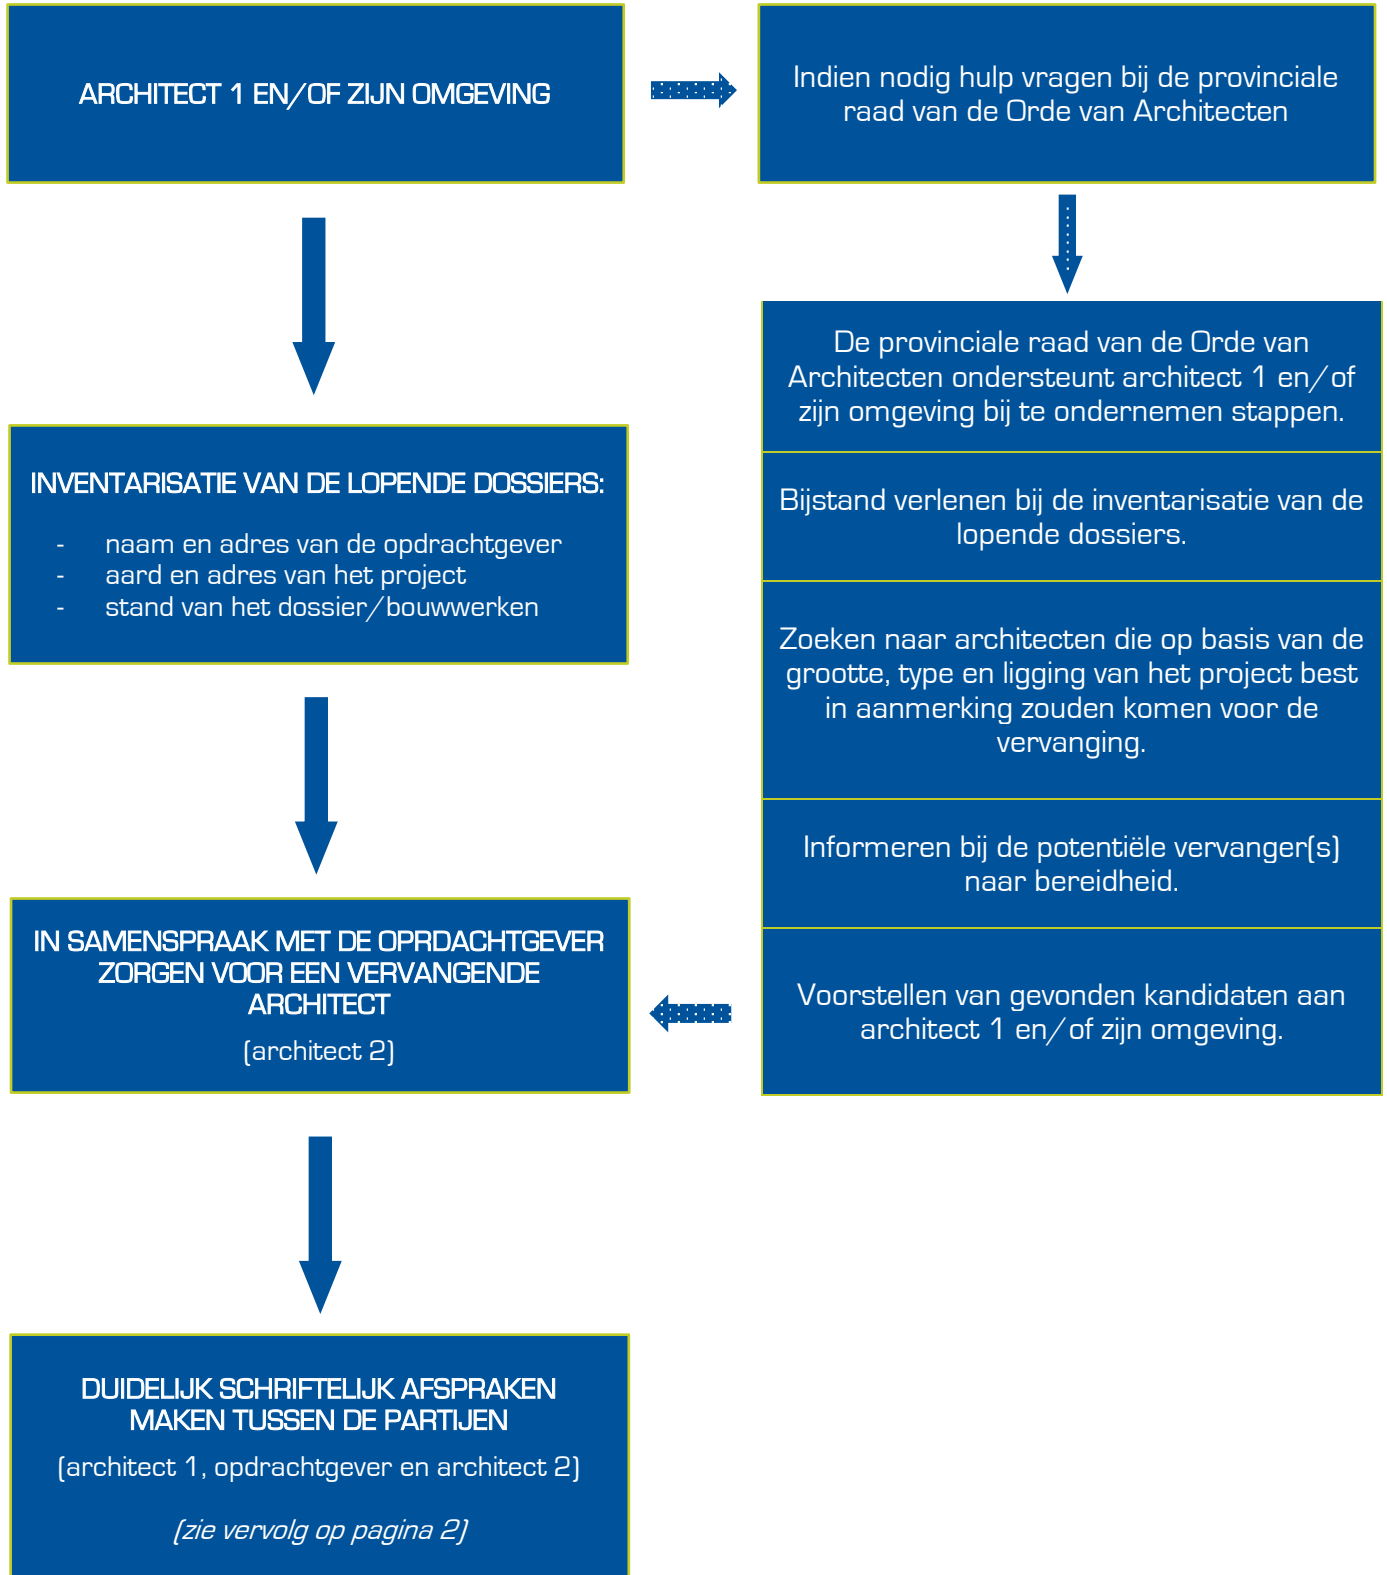 ARCHITECT 1 EN/OF ZIJN OMGEVING
Indien nodig hulp vragen bij de provinciale
raad van de Orde van Architecten
De provinciale raad van de Orde van
Architecten ondersteunt architect 1 en/of
zijn omgeving bij te ondernemen stappen.
Bijstand verlenen bij de inventarisatie van de
lopende dossiers.
Zoeken naar architecten die op basis van de
grootte, type en ligging van het project best
in aanmerking zouden komen voor de
vervanging.
Informeren bij de potentiële vervanger(s)
naar bereidheid.
Voorstellen van gevonden kandidaten aan
architect 1 en/of zijn omgeving.
INVENTARISATIE VAN DE LOPENDE DOSSIERS:
- naam en adres van de opdrachtgever
- aard en adres van het project
- stand van het dossier/bouwwerken
IN SAMENSPRAAK MET DE OPRDACHTGEVER
ZORGEN VOOR EEN VERVANGENDE
ARCHITECT
(architect 2)
DUIDELIJK SCHRIFTELIJK AFSPRAKEN
MAKEN TUSSEN DE PARTIJEN
(architect 1, opdrachtgever en architect 2)
(zie vervolg op pagina 2)